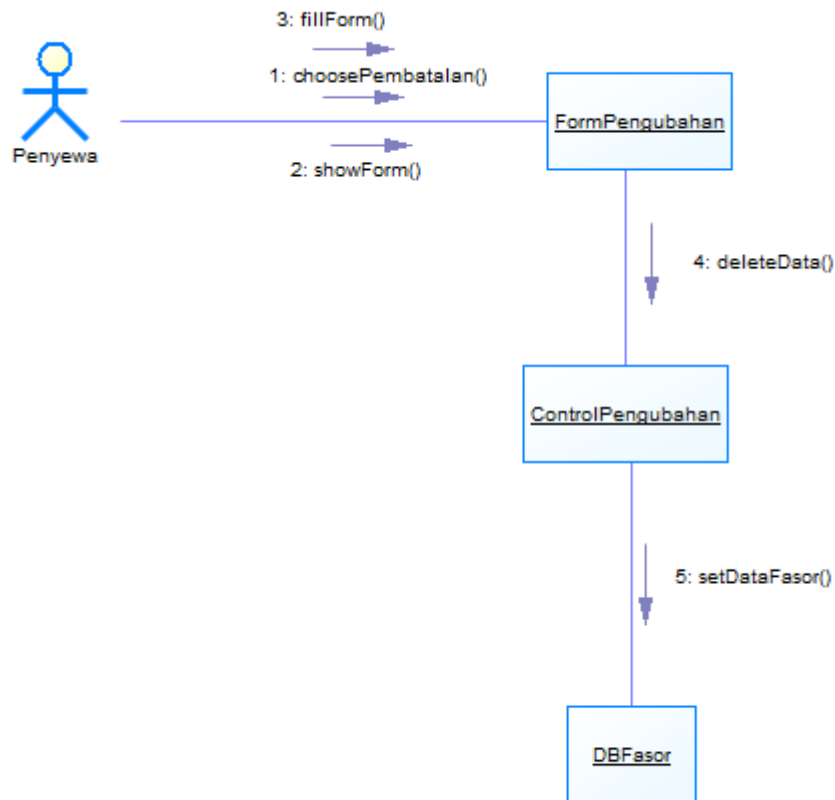 3: fillForm()
1: choosePembatalan()
FormPengubahan
Penyewa
2: showForm()
4: deleteData()
ControlPengubahan
5: setDataFasor()
DBFasor